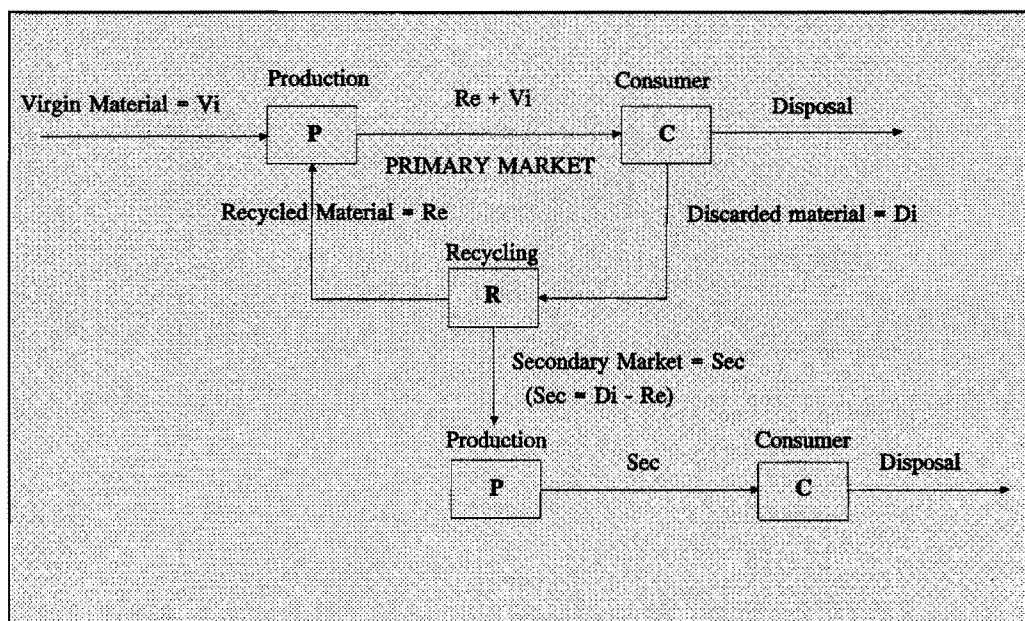 Production
Consumer
Virgin Material = Vi
Re + Vi
Disposal
P
C
PRIMARY MARKET
Recycled Material = Re
Discarded material = Di
Recycling
R
Secondary Market = Sec
(Sec = Di - Re)
Production
Consumer
Sec
Disposal
P
C